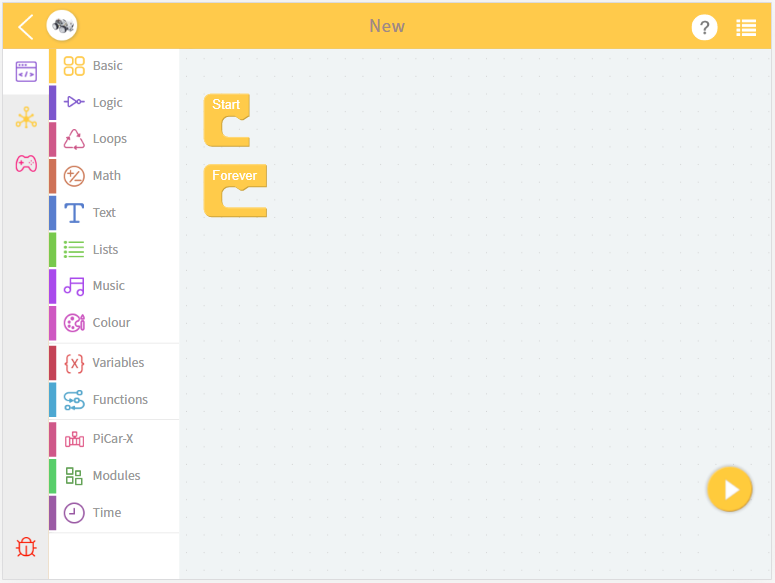 New
?
Basic
Logic
Loops
Math
Text
Lists
Music
Colour
Variables
Functions
PiCar-X
Modules
Time
Start
Forever